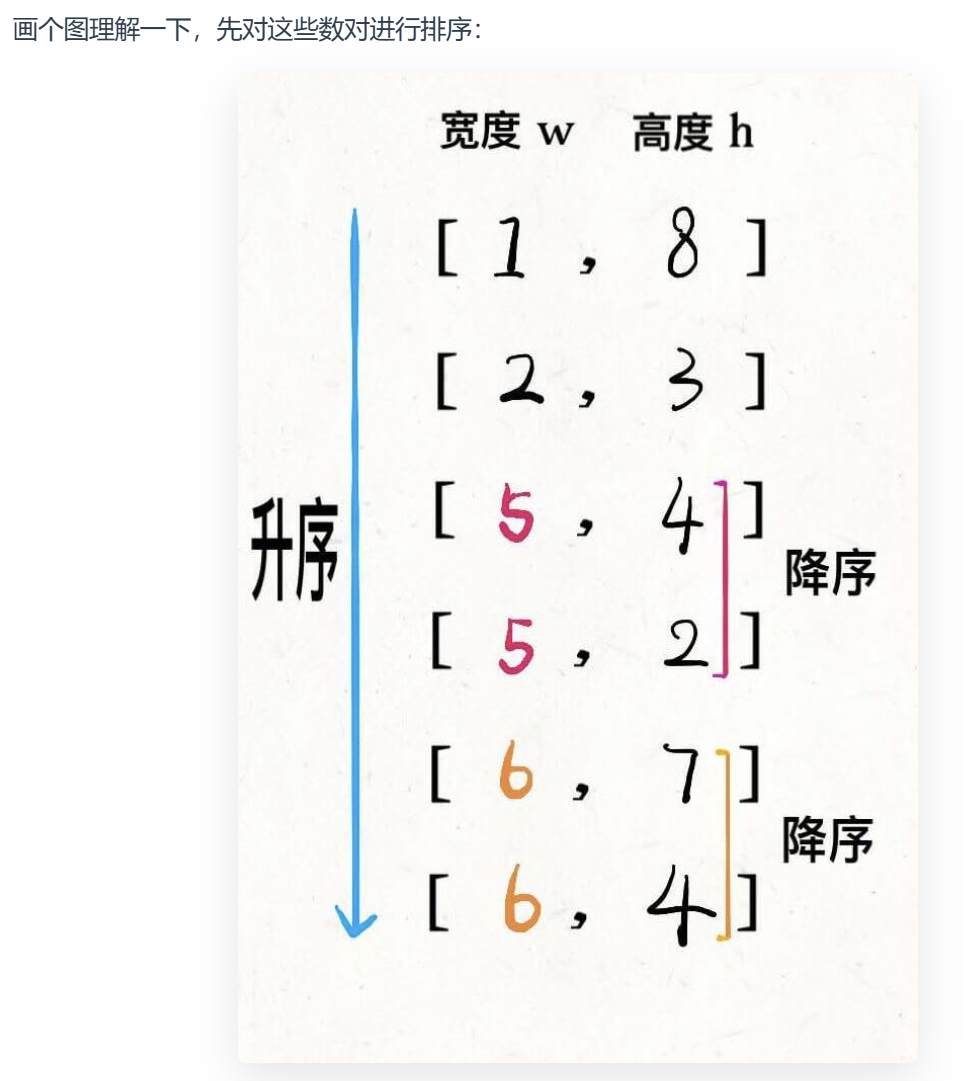 画个图理解一下，先对这些数对进行排序：
宽度 w 高度 h
[ 1 , 8 ]
[ 2 , 3 ]
[ 5 , 4 ]
升序
降序
[ 5 , 2 ]
[ 6 , 7 ]
降序
[ 6 , 4 ]